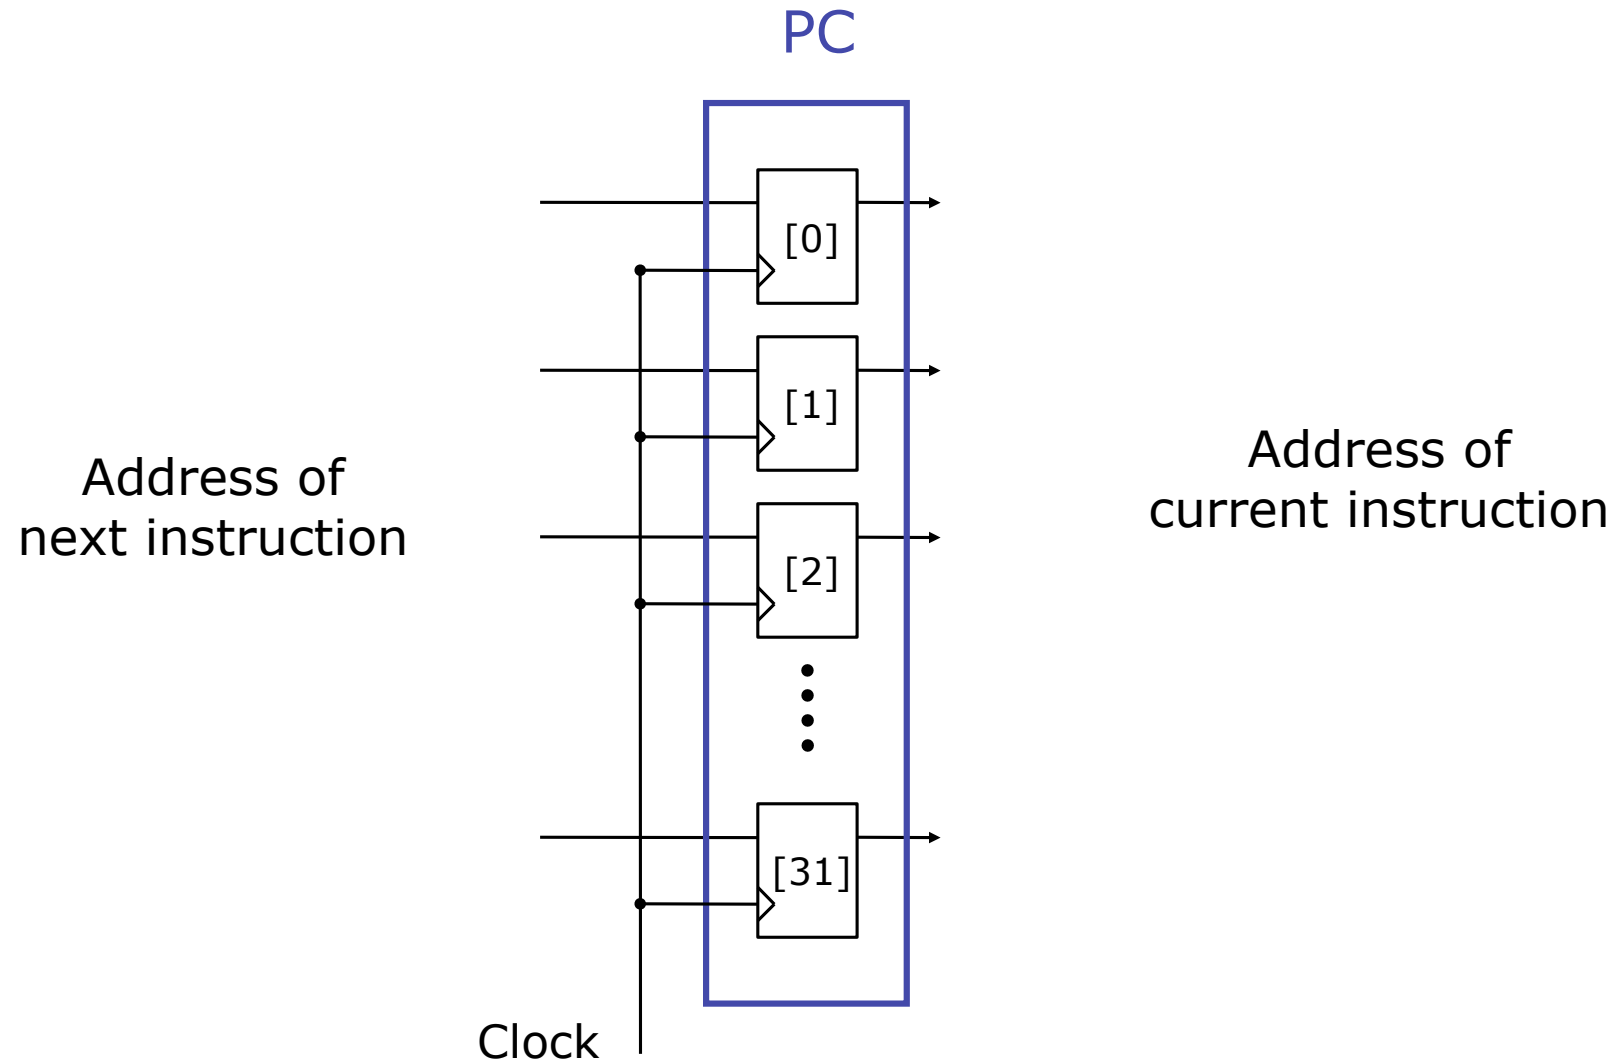 PC
[0]
[1]
[2]
[31]
Address of
next instruction
Address of
current instruction
Clock